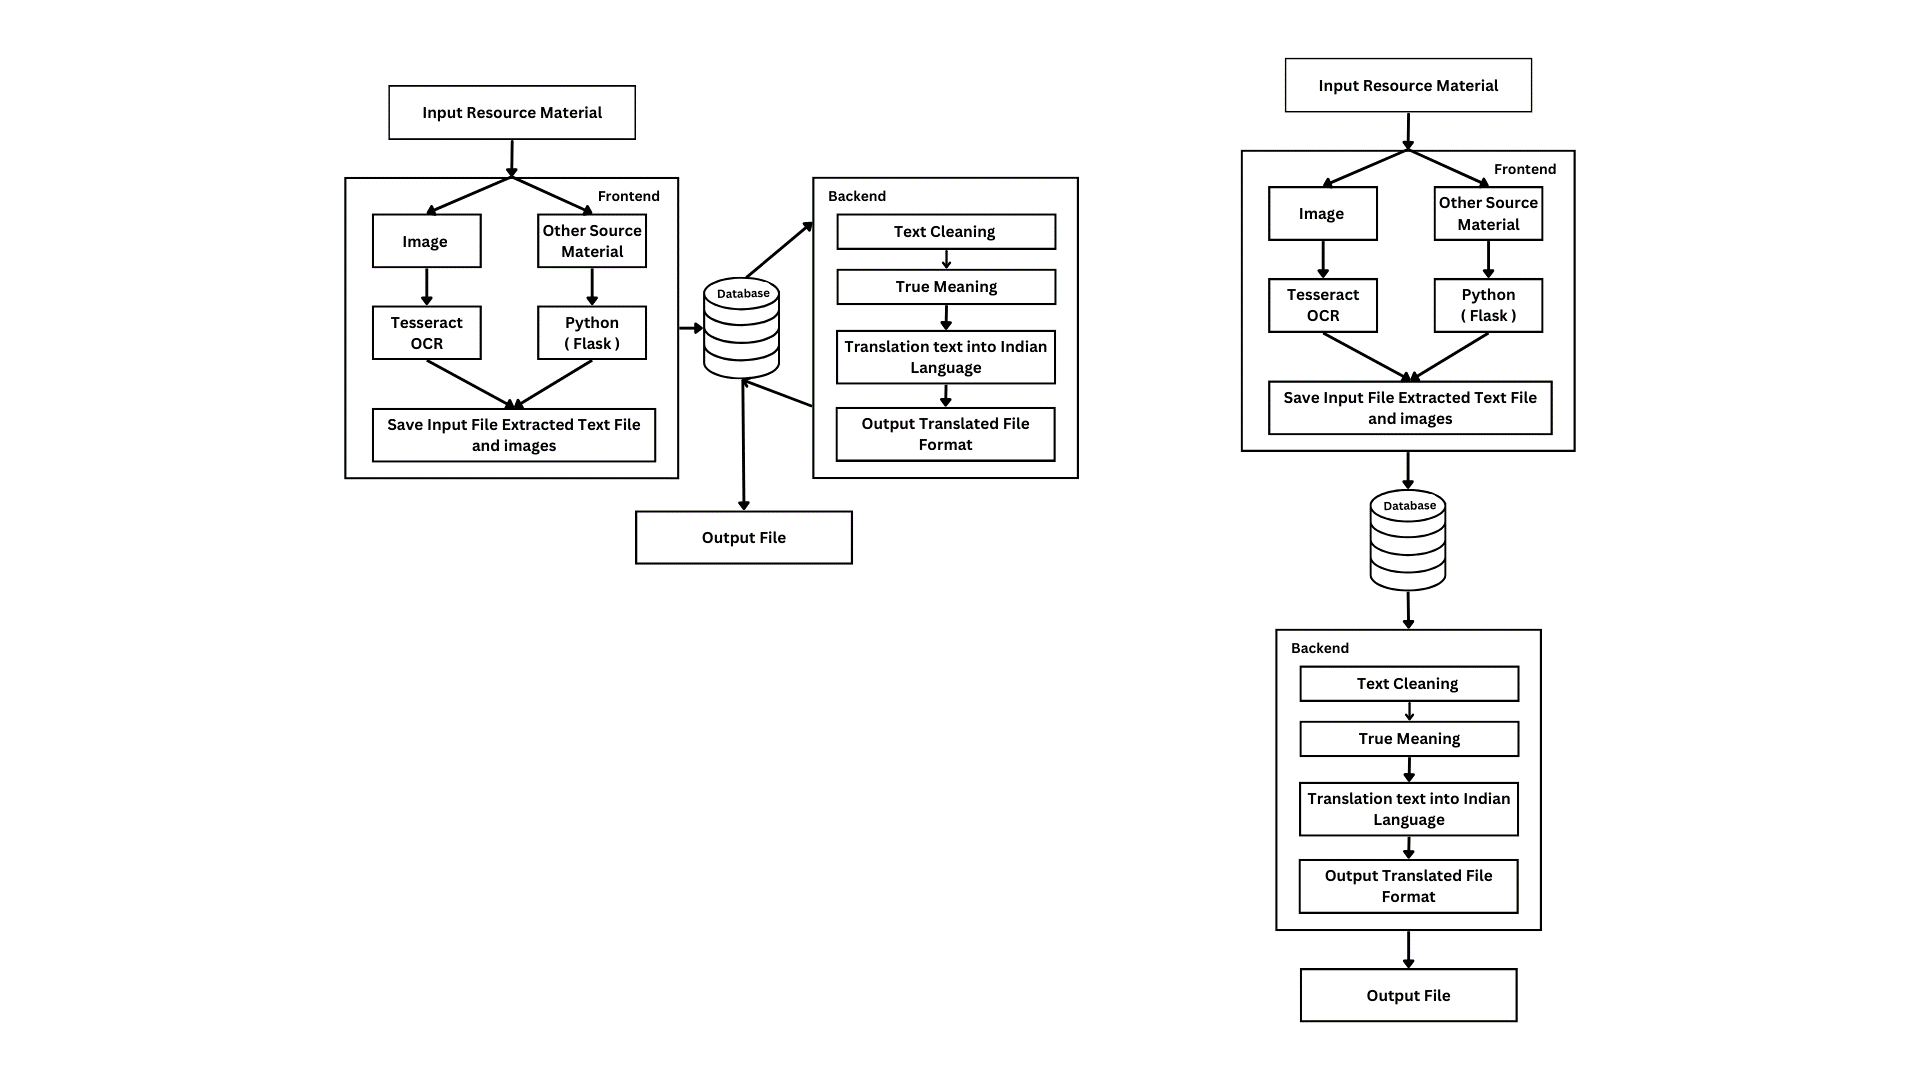 Input Resource Material
Frontend
Image
Other Source
Material
Tesseract
OCR
Python
( Flask )
Save Input File Extracted Text File
and images
Database
Backend
Text Cleaning
True Meaning
Translation text into Indian
Language
Output Translated File
Format
Output File
Input Resource Material
Frontend
Image
Other Source
Material
Tesseract
OCR
Python
( Flask )
Save Input File Extracted Text File
and images
Database
Backend
Text Cleaning
True Meaning
Translation text into Indian
Language
Output Translated File
Format
Output File